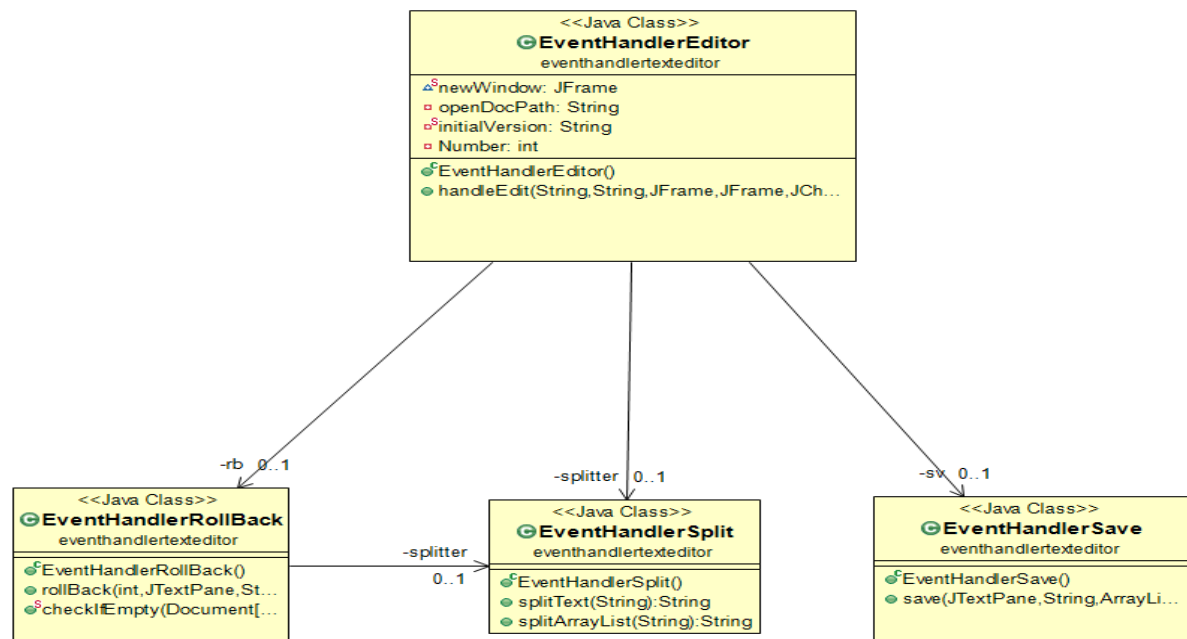 <<Java Class>>
EventHandlerEditor
eventhandlertexteditor
newWindow: JFrame
openDocPath: String
initialVersion: String
Number: int
EventHandlerEditor()
handleEdit(String,String,JFrame,JFrame,JCh...
-rb 0..1
-splitter 0..1
-sv 0..1
<<Java Class>>
EventHandlerRollBack
eventhandlertexteditor
EventHandlerRollBack()
rollBack(int,JTextPane,St...
checkIfEmpty(Document[...
-splitter
0..1
<<Java Class>>
EventHandlerSplit
eventhandlertexteditor
EventHandlerSplit()
splitText(String):String
splitArrayList(String):String
<<Java Class>>
EventHandlerSave
eventhandlertexteditor
EventHandlerSave()
save(JTextPane,String,ArrayLi...